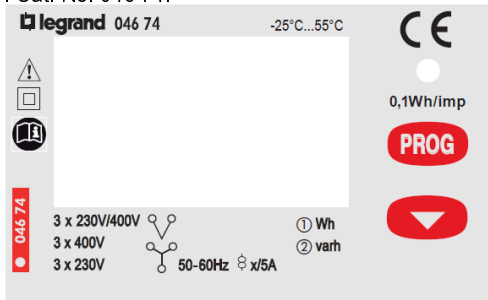 legrand 046 74
-25°C...55°C
CE
0,1Wh/imp
PROG
046 74
3 x 230V/400V
① Wh
3 x 400V
② varh
3 x 230V
50-60Hz x/5A